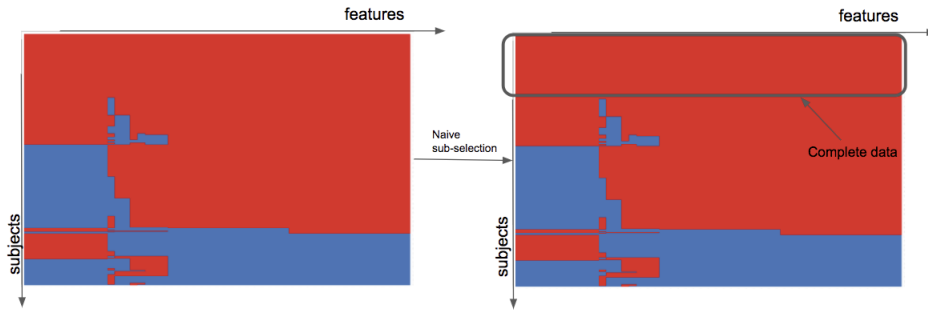 features
subjects
Naive
sub-selection
features
subjects
Complete data